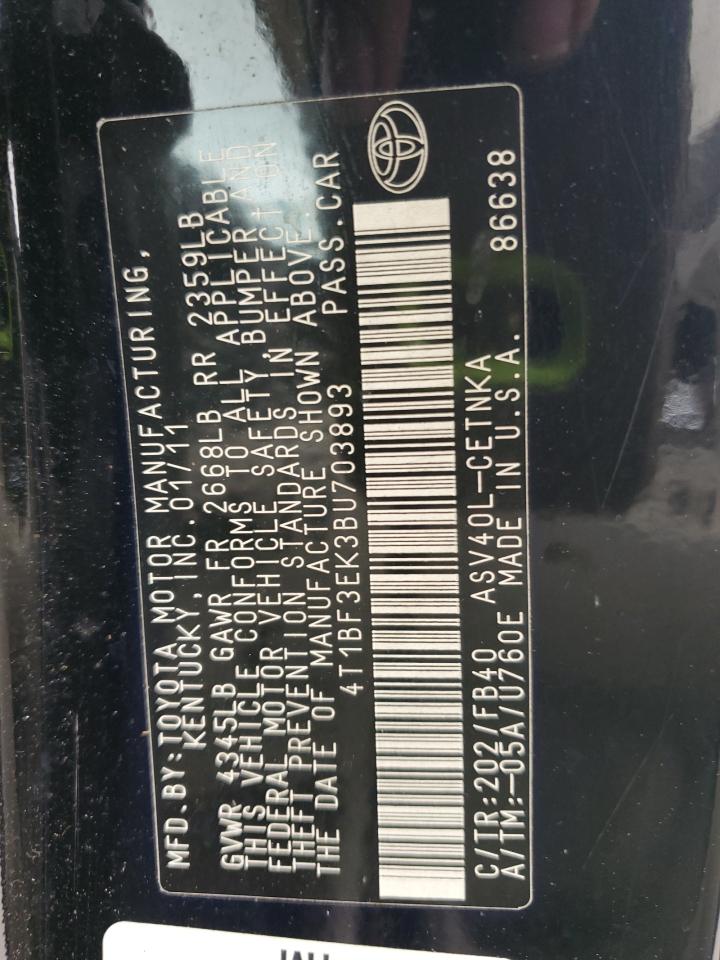 MFD.BY:TOYOTA MOTOR MANUFACTURING,
KENTUCKY,INC.01/11
GVWR 4345LB GAWR FR 2668LB RR 2359LB
THIS VEHICLE CONFORMS TO ALL APPLICABLE
FEDERAL MOTOR VEHICLE SAFETY,BUMPER AND
THEFT PREVENTION STANDARDS IN EFFECT ON
THE DATE OF MANUFACTURE SHOWN ABOVE.
4T1BF3EK3BU703893 PASS.CAR
C/TR:202/FB40 ASV40L-CETNKA
A/TM:-05A/U760E MADE IN U.S.A. 86638